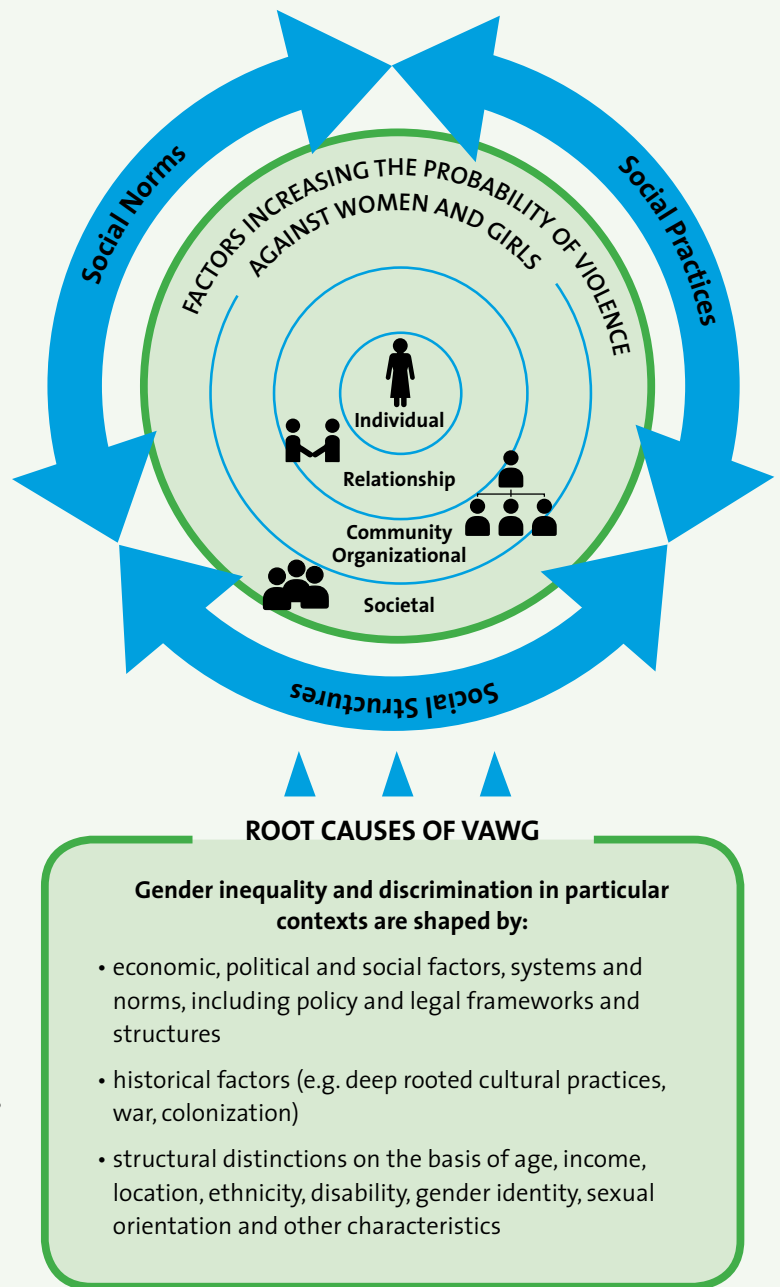 Social Norms
Social Practices
FACTORS INCREASING THE PROBABILITY OF VIOLENCE
AGAINST WOMEN AND GIRLS
Individual
Relationship
Community
Organizational
Societal
Social Structures
ROOT CAUSES OF VAWG
Gender inequality and discrimination in particular
contexts are shaped by:
• economic, political and social factors, systems and
norms, including policy and legal frameworks and
structures
• historical factors (e.g. deep rooted cultural practices,
war, colonization)
• structural distinctions on the basis of age, income,
location, ethnicity, disability, gender identity, sexual
orientation and other characteristics